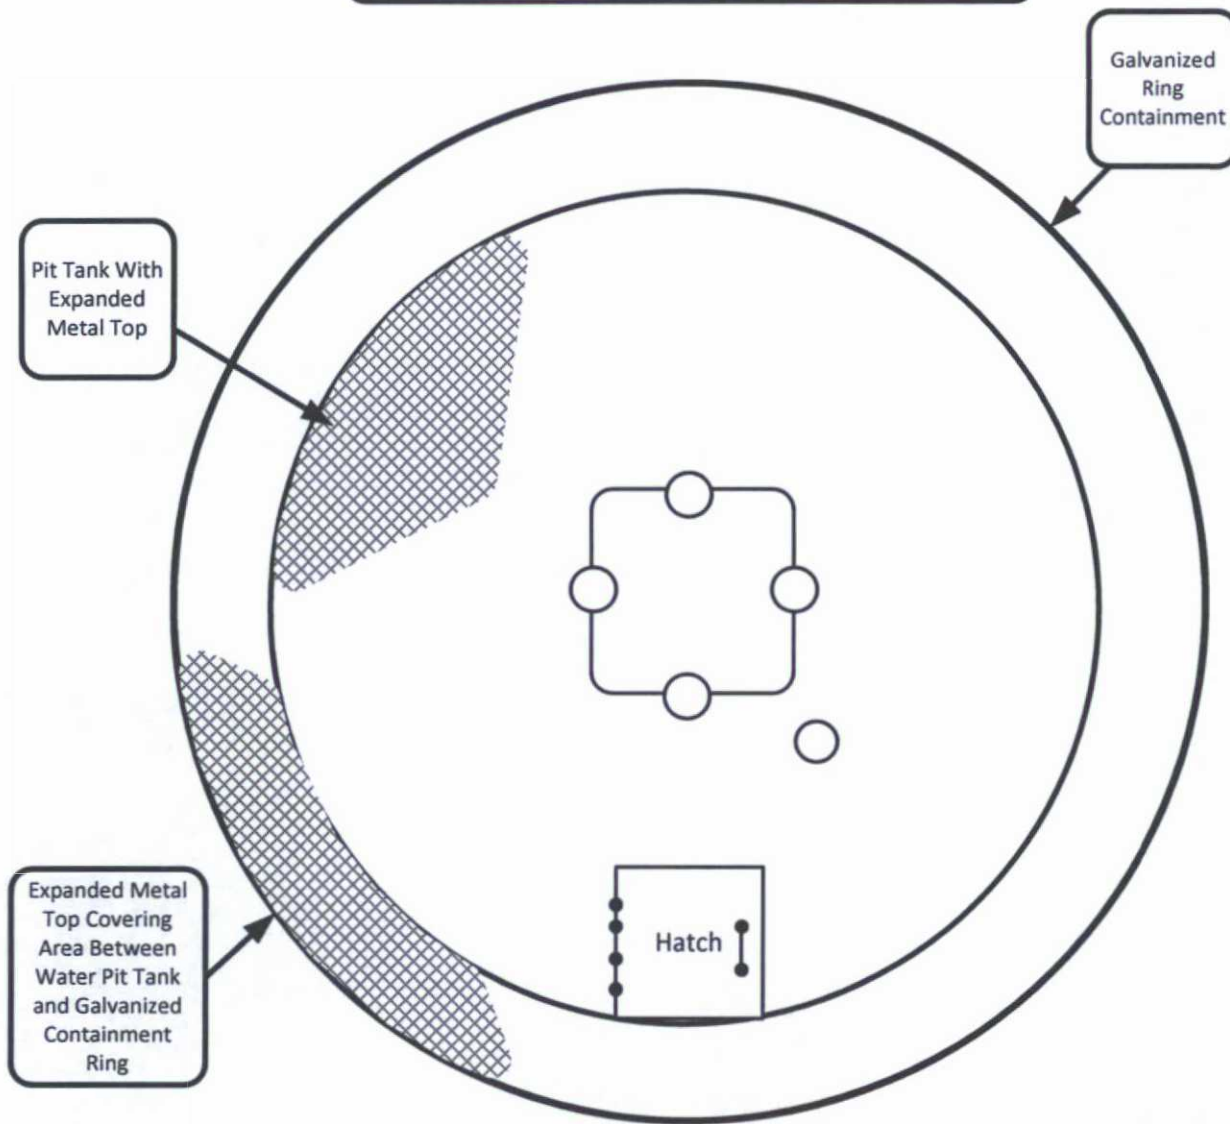 Galvanized
Ring
Containment
Pit Tank With
Expanded
Metal Top
Expanded Metal
Top Covering
Area Between
Water Pit Tank
and Galvanized
Containment
Ring
Hatch